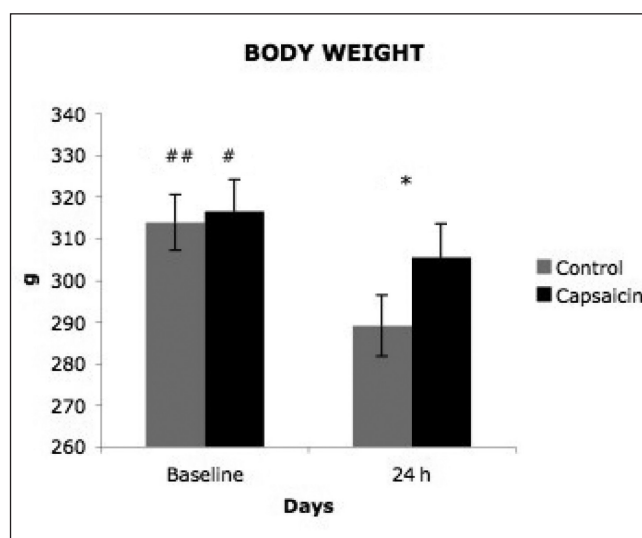 BODY WEIGHT
340
330
320
310
300
290
280
270
260
g
## #
*
Control
Capsaicin
Baseline 24 h
Days